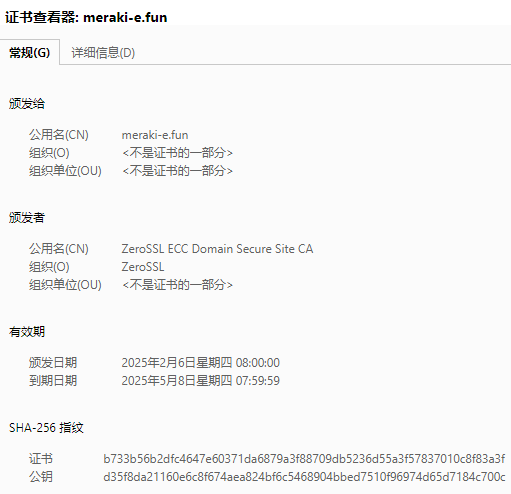 证书查看器: meraki-e.fun
常规(G) 详细信息(D)
颁发给
公用名(CN) meraki-e.fun
组织(O) <不是证书的一部分>
组织单位(OU) <不是证书的一部分>
颁发者
公用名(CN) ZeroSSL ECC Domain Secure Site CA
组织(O) ZeroSSL
组织单位(OU) <不是证书的一部分>
有效期
颁发日期 2025年2月6日星期四 08:00:00
到期日期 2025年5月8日星期四 07:59:59
SHA-256 指纹
证书 b733b56b2dfc4647e60371da6879a3f88709db5236d55a3f57837010c8f83a3f
公钥 d35f8da21160e6c8f674aea824bf6c5468904bbed7510f96974d65d7184c700c